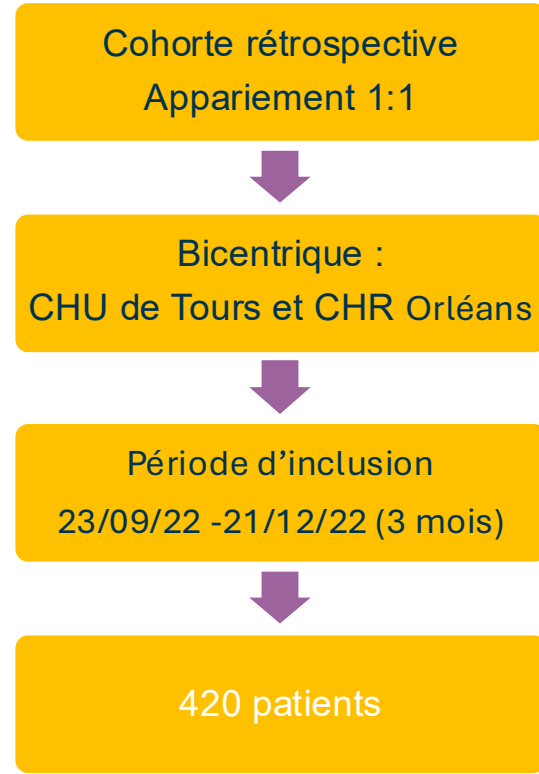 Cohorte rétrospective
Appariement 1:1
Bicentrique :
CHU de Tours et CHR Orléans
Période d’inclusion
23/09/22 -21/12/22 (3 mois)
420 patients